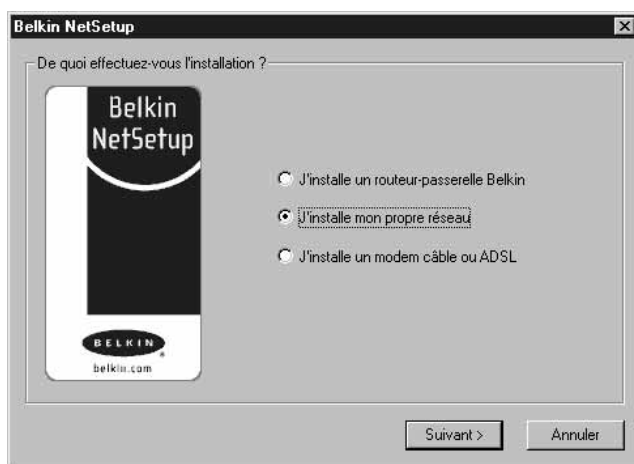 Belkin NetSetup
De quoi effectuez-vous l'installation ?
Belkin
NetSetup
J'installe un routeur-passerelle Belkin
J'installe mon propre réseau
J'installe un modem câble ou ADSL
BELKIN
®
belkin.com
Suivant >
Annuler